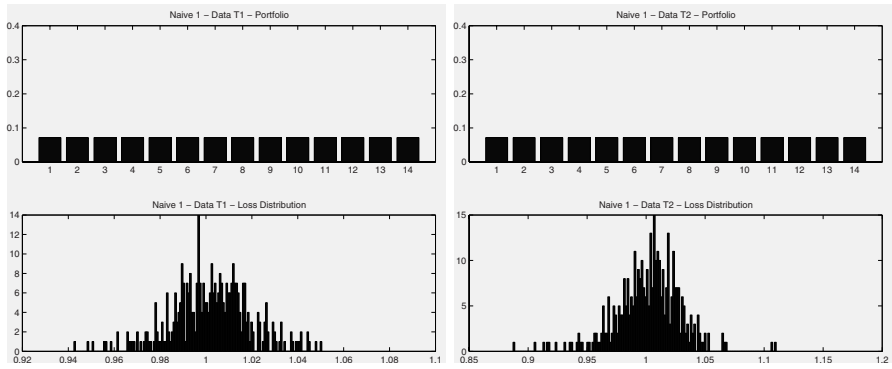 Naive 1 – Data T1 – Portfolio
0.4
0.3
0.2
0.1
0
1 2 3 4 5 6 7 8 9 10 11 12 13 14
Naive 1 – Data T2 – Portfolio
0.4
0.3
0.2
0.1
0
1 2 3 4 5 6 7 8 9 10 11 12 13 14
Naive 1 – Data T1 – Loss Distribution
14
12
10
8
6
4
2
0
0.92 0.94 0.96 0.98 1 1.02 1.04 1.06 1.08 1.1
Naive 1 – Data T2 – Loss Distribution
15
10
5
0
0.85 0.9 0.95 1 1.05 1.1 1.15 1.2